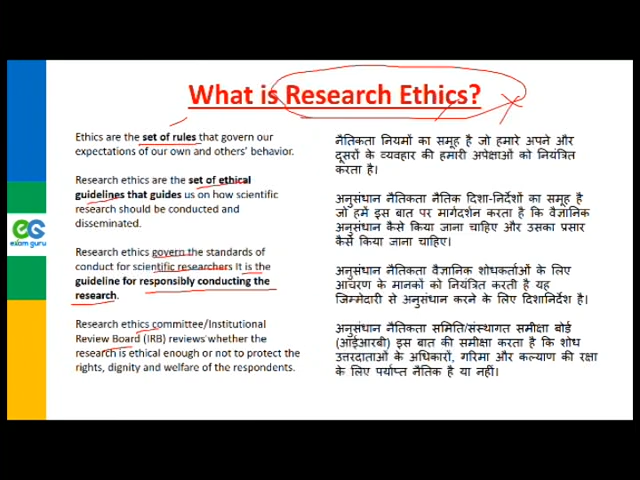 What is Research Ethics?
Ethics are the set of rules that govern our
expectations of our own and others' behavior.
Research ethics are the set of ethical
guidelines that guides us on how scientific
research should be conducted and
disseminated.
Research ethics govern the standards of
conduct for scientific researchers It is the
guideline for responsibly conducting the
research.
Research ethics committee/Institutional
Review Board (IRB) reviews whether the
research is ethical enough or not to protect the
rights, dignity and welfare of the respondents.
नैतिकता नियमों का समूह है जो हमारे अपने और
दूसरों के व्यवहार की हमारी अपेक्षाओं को नियंत्रित
करता है।
अनुसंधान नैतिकता नैतिक दिशा-निर्देशों का समूह है
जो हमें इस बात पर मार्गदर्शन करता है कि वैज्ञानिक
अनुसंधान कैसे किया जाना चाहिए और उसका प्रसार
कैसे किया जाना चाहिए।
अनुसंधान नैतिकता वैज्ञानिक शोधकर्ताओं के लिए
आचरण के मानकों को नियंत्रित करती है यह
जिम्मेदारी से अनुसंधान करने के लिए दिशानिर्देश है।
अनुसंधान नैतिकता समिति/संस्थागत समीक्षा बोर्ड
(आईआरबी) इस बात की समीक्षा करता है कि शोध
उत्तरदाताओं के अधिकारों, गरिमा और कल्याण की रक्षा
के लिए पर्याप्त नैतिक है या नहीं।
eG
exam guru